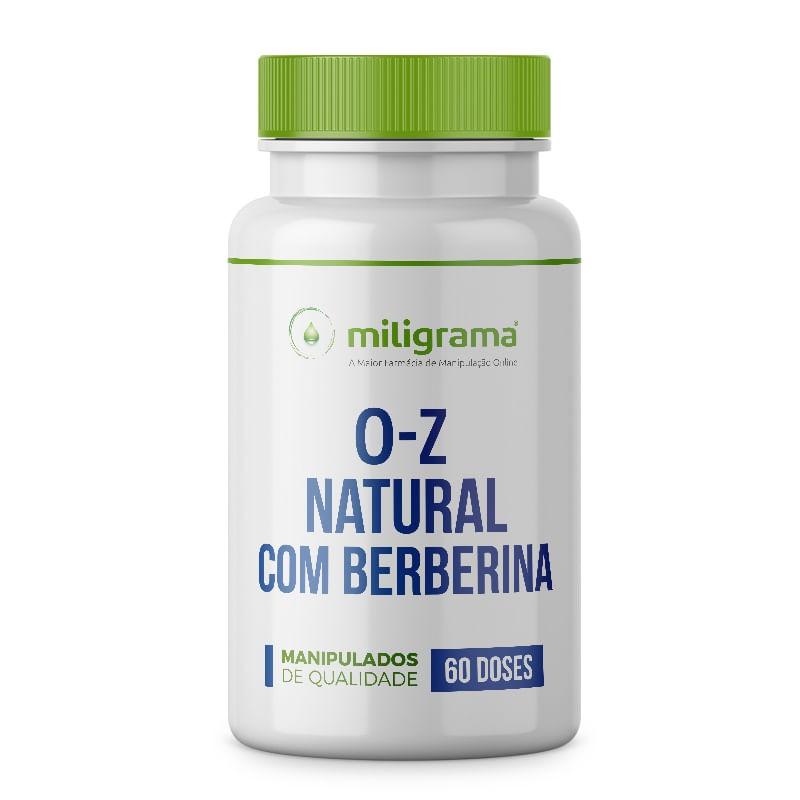 miligrama®
A Maior Farmácia de Manipulação Online
O-Z
NATURAL
COM BERBERINA
MANIPULADOS
DE QUALIDADE
60 DOSES